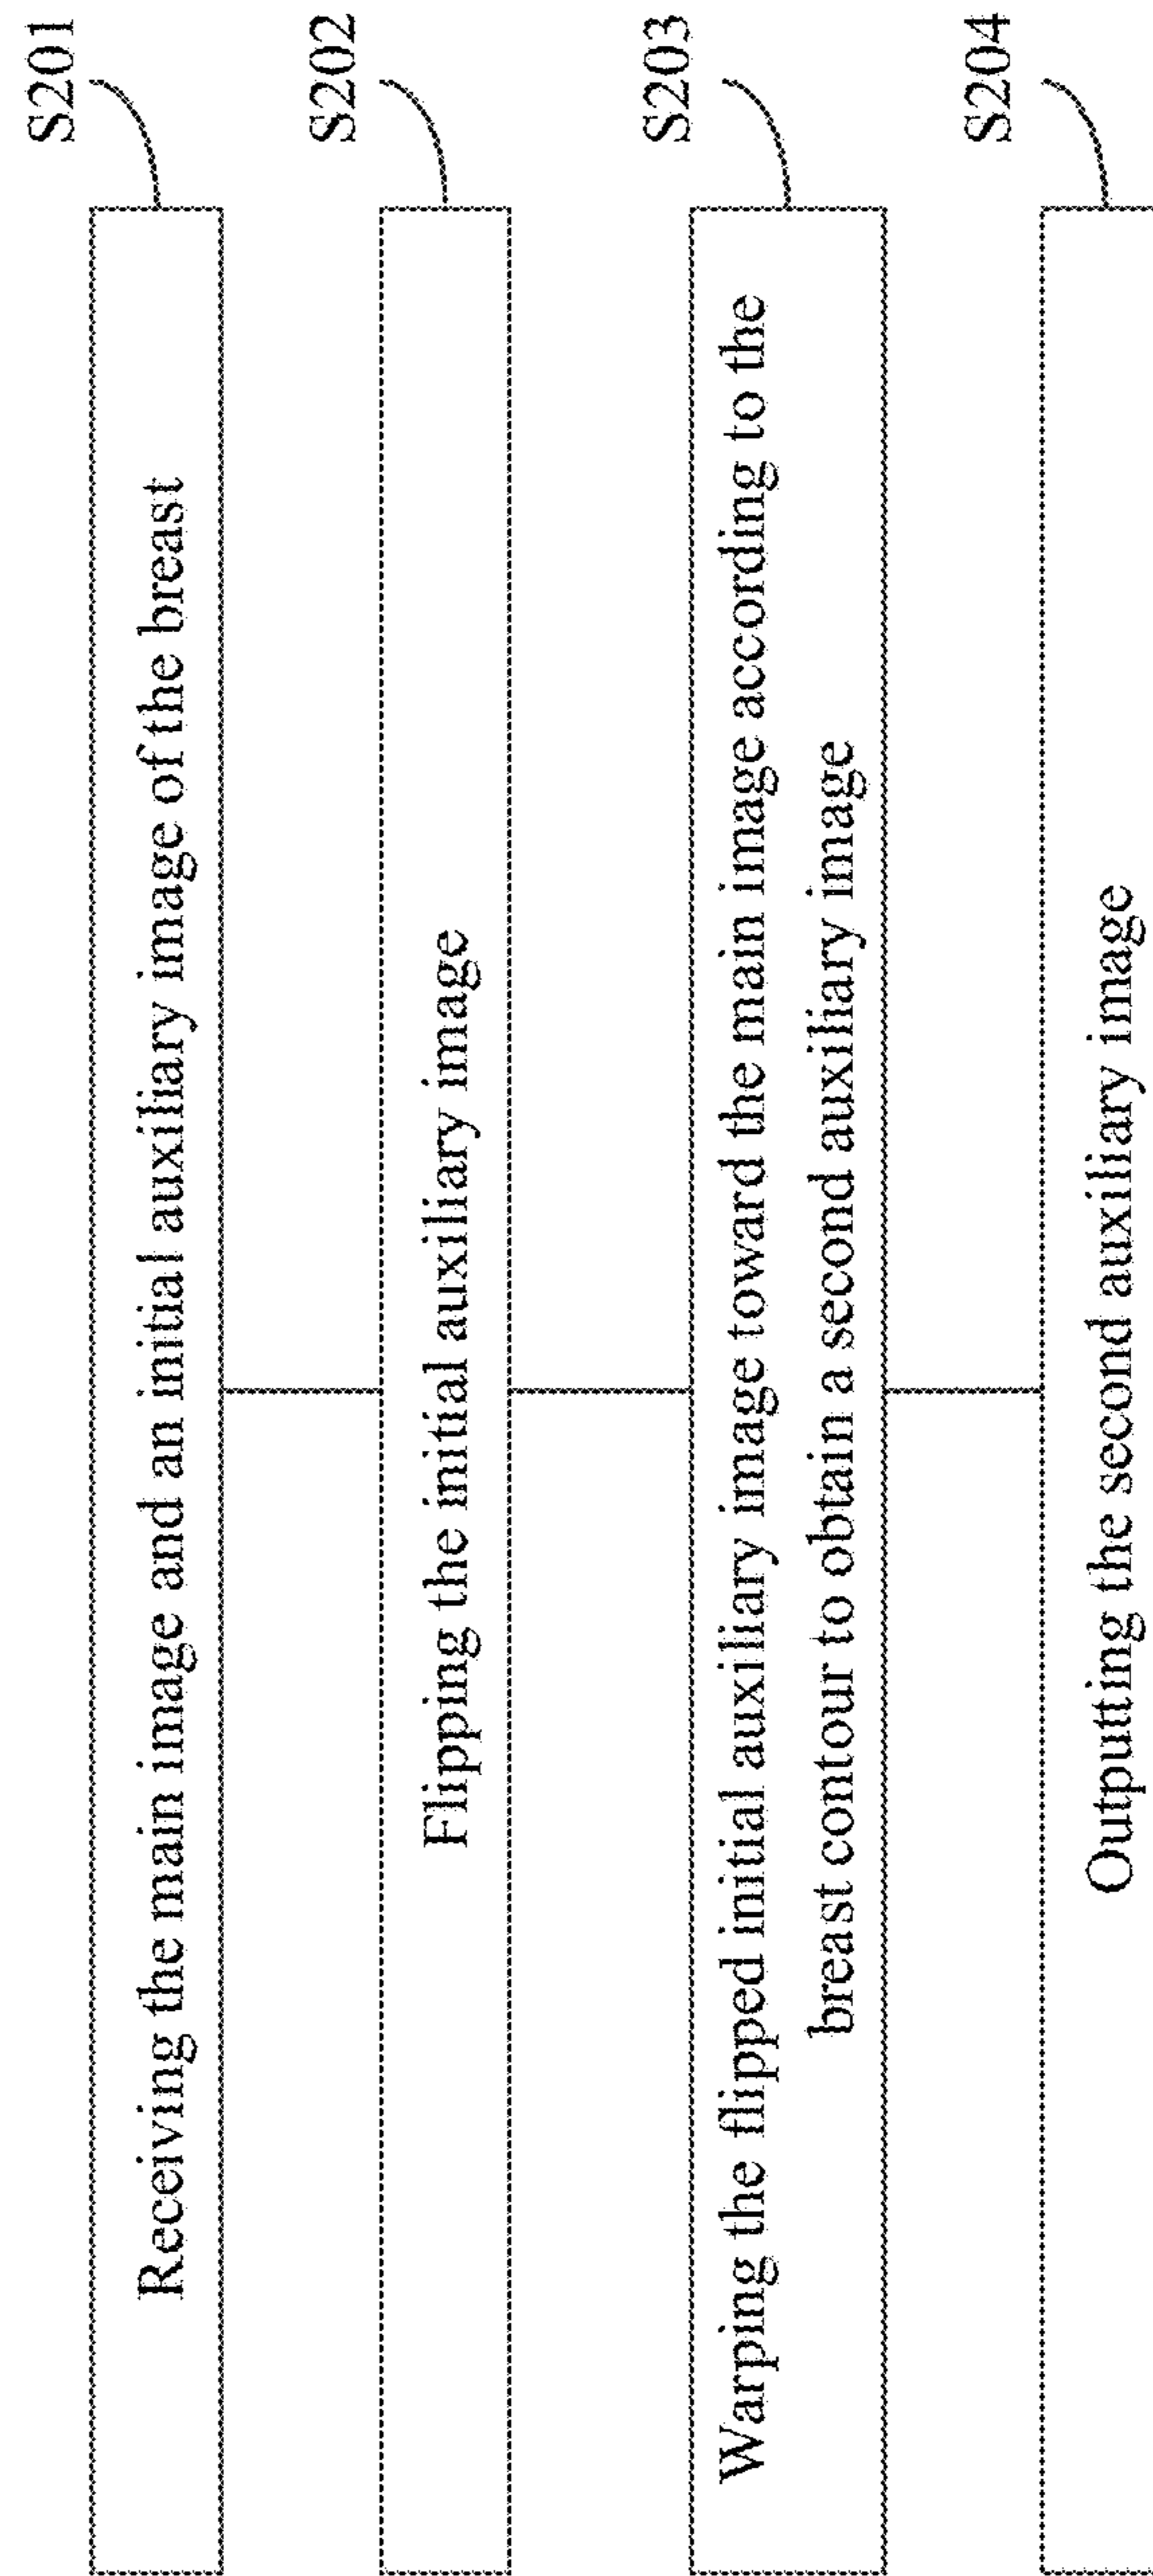 S201
Receiving the main image and an initial auxiliary image of the breast
S202
Flipping the initial auxiliary image
S203
Warping the flipped initial auxiliary image toward the main image according to the
breast contour to obtain a second auxiliary image
S204
Outputting the second auxiliary image